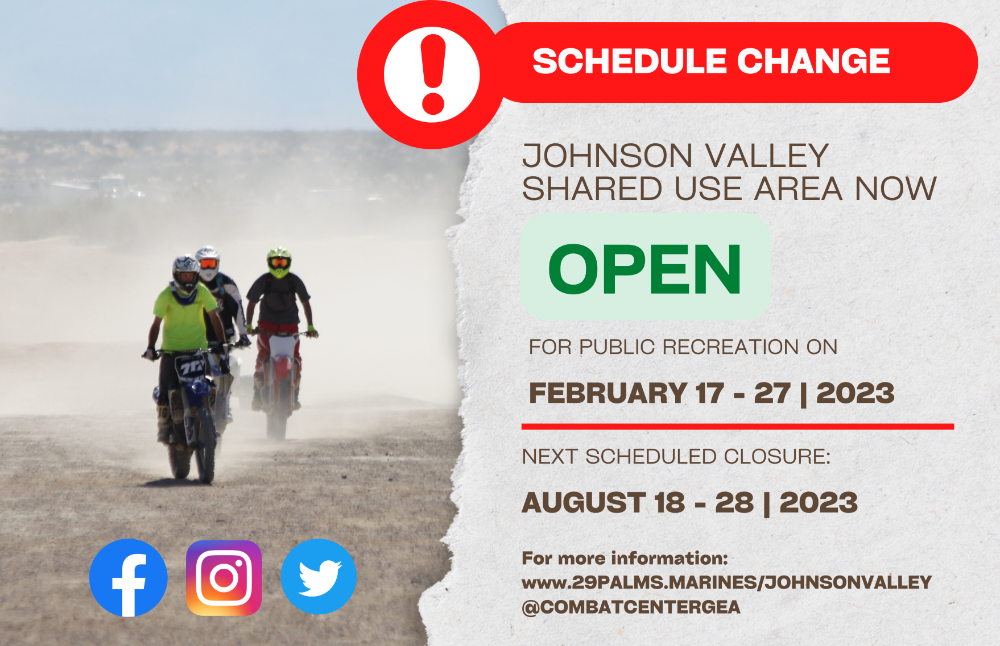 SCHEDULE CHANGE
JOHNSON VALLEY
SHARED USE AREA NOW
OPEN
FOR PUBLIC RECREATION ON
FEBRUARY 17 - 27 | 2023
NEXT SCHEDULED CLOSURE:
AUGUST 18 - 28 | 2023
For more information:
www.29PALMS.MARINES/JOHNSONVALLEY
@COMBATCENTERGEA